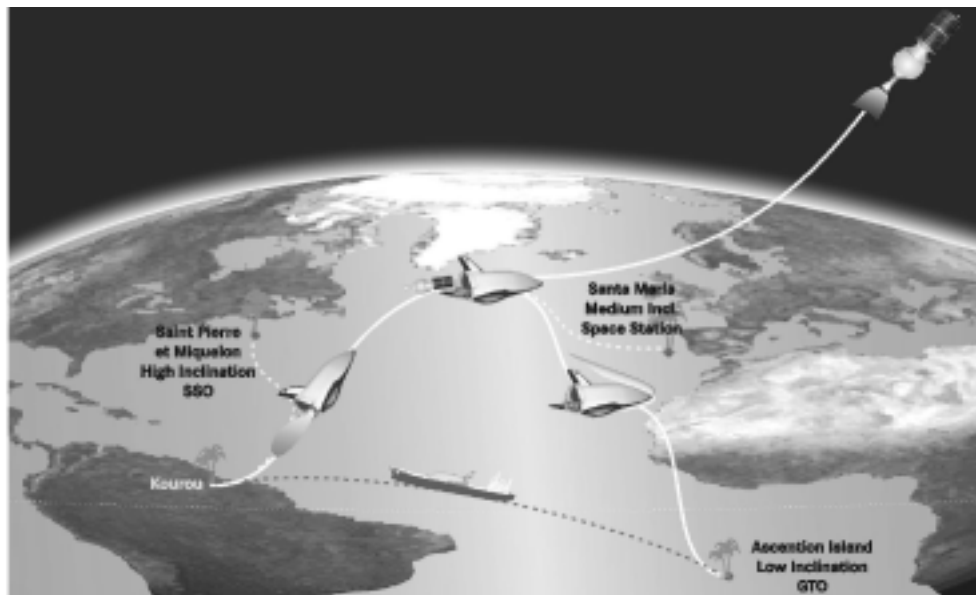 Saint Pierre
et Miquelon
High Inclination
SSO
Santa Maria
Medium Incl.
Space Station
Kourou
Ascention Island
Low Inclination
GTO